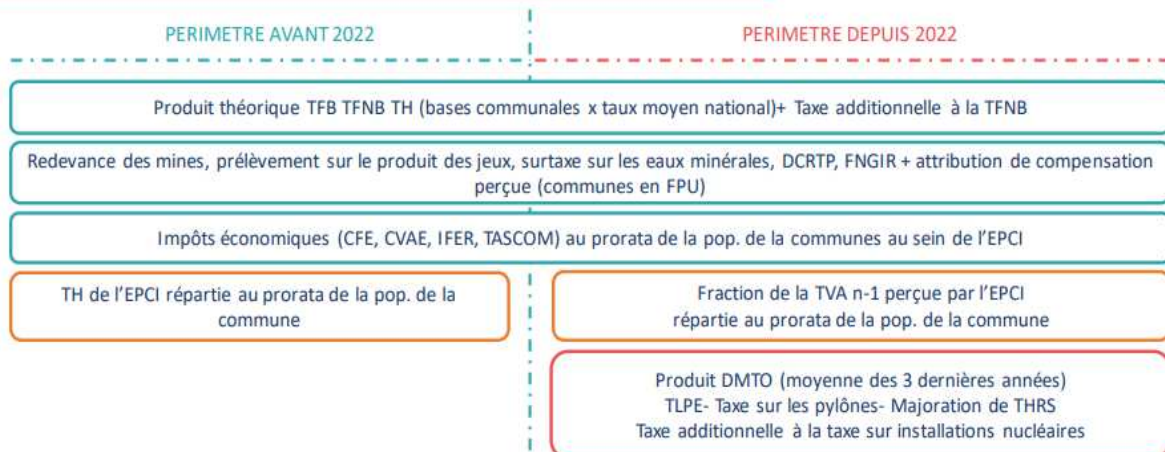 PERIMETRE AVANT 2022
PERIMETRE DEPUIS 2022
Produit théorique TFB TFNB TH (bases communales x taux moyen national)+ Taxe additionnelle à la TFNB
Redevance des mines, prélèvement sur le produit des jeux, surtaxe sur les eaux minérales, DCRTP, FNGIR + attribution de compensation
perçue (communes en FPU)
Impôts économiques (CFE, CVAE, IFER, TASCOM) au prorata de la pop. de la communes au sein de l'EPCI
TH de l'EPCI répartie au prorata de la pop. de la
commune
Fraction de la TVA n-1 perçue par l'EPCI
répartie au prorata de la pop. de la commune
Produit DMTO (moyenne des 3 dernières années)
TLPE- Taxe sur les pylônes- Majoration de THRS
Taxe additionnelle à la taxe sur installations nucléaires